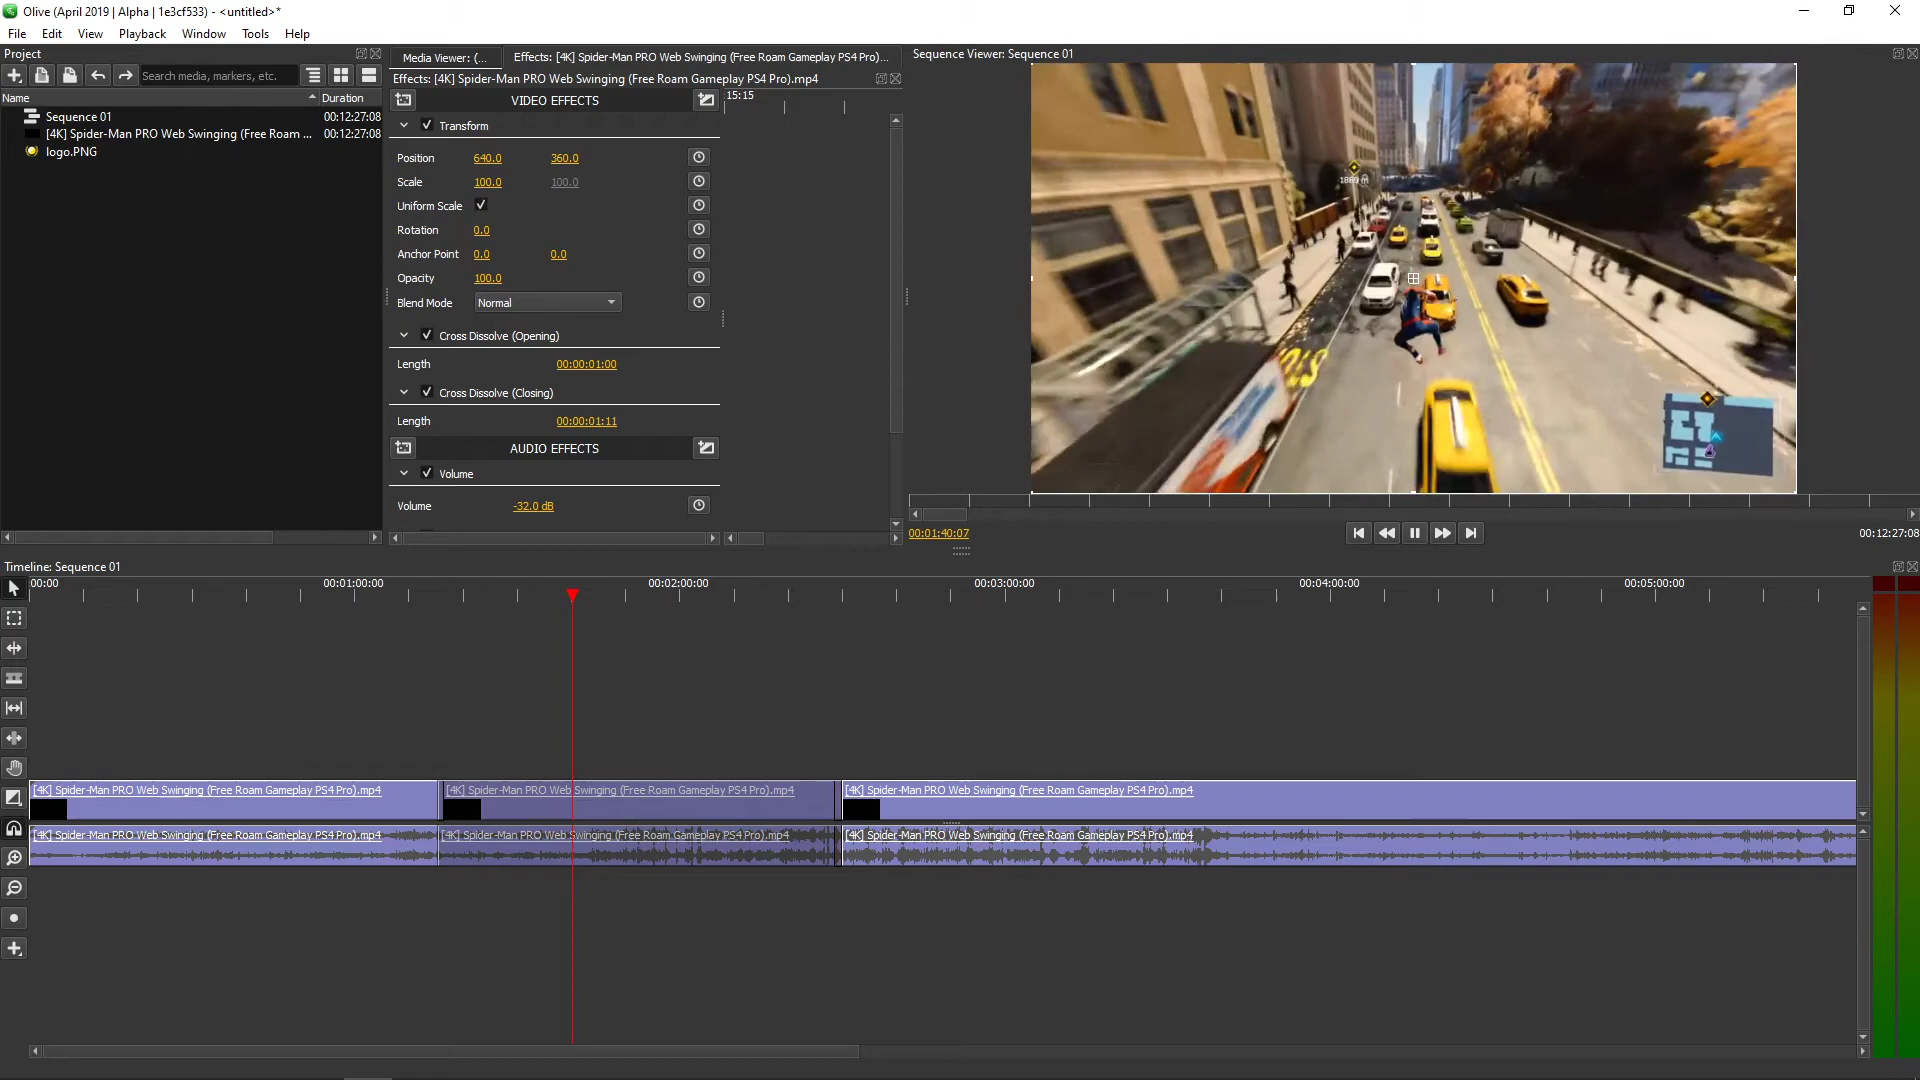 Olive (April 2019 | Alpha | 1e3cf533) - <untitled>*
File Edit View Playback Window Tools Help
Project
Search media, markers, etc.
Name Duration
Sequence 01 00:12:27:08
[4K] Spider-Man PRO Web Swinging (Free Roam ... 00:12:27:08
logo.PNG
Media Viewer: (... Effects: [4K] Spider-Man PRO Web Swinging (Free Roam Gameplay PS4 Pro)...
Effects: [4K] Spider-Man PRO Web Swinging (Free Roam Gameplay PS4 Pro).mp4
VIDEO EFFECTS
:15:15
Transform
Position 640.0 360.0
Scale 100.0 100.0
Uniform Scale
Rotation 0.0
Anchor Point 0.0 0.0
Opacity 100.0
Blend Mode Normal
Cross Dissolve (Opening)
Length 00:00:01:00
Cross Dissolve (Closing)
Length 00:00:01:11
AUDIO EFFECTS
Volume
Volume -32.0 dB
Sequence Viewer: Sequence 01
00:01:40:07 00:12:27:08
Timeline: Sequence 01
00:00 00:01:00:00 00:02:00:00 00:03:00:00 00:04:00:00 00:05:00:00
[4K] Spider-Man PRO Web Swinging (Free Roam Gameplay PS4 Pro).mp4 [4K] Spider-Man PRO Web Swinging (Free Roam Gameplay PS4 Pro).mp4 [4K] Spider-Man PRO Web Swinging (Free Roam Gameplay PS4 Pro).mp4
[4K] Spider-Man PRO Web Swinging (Free Roam Gameplay PS4 Pro).mp4 [4K] Spider-Man PRO Web Swinging (Free Roam Gameplay PS4 Pro).mp4 [4K] Spider-Man PRO Web Swinging (Free Roam Gameplay PS4 Pro).mp4